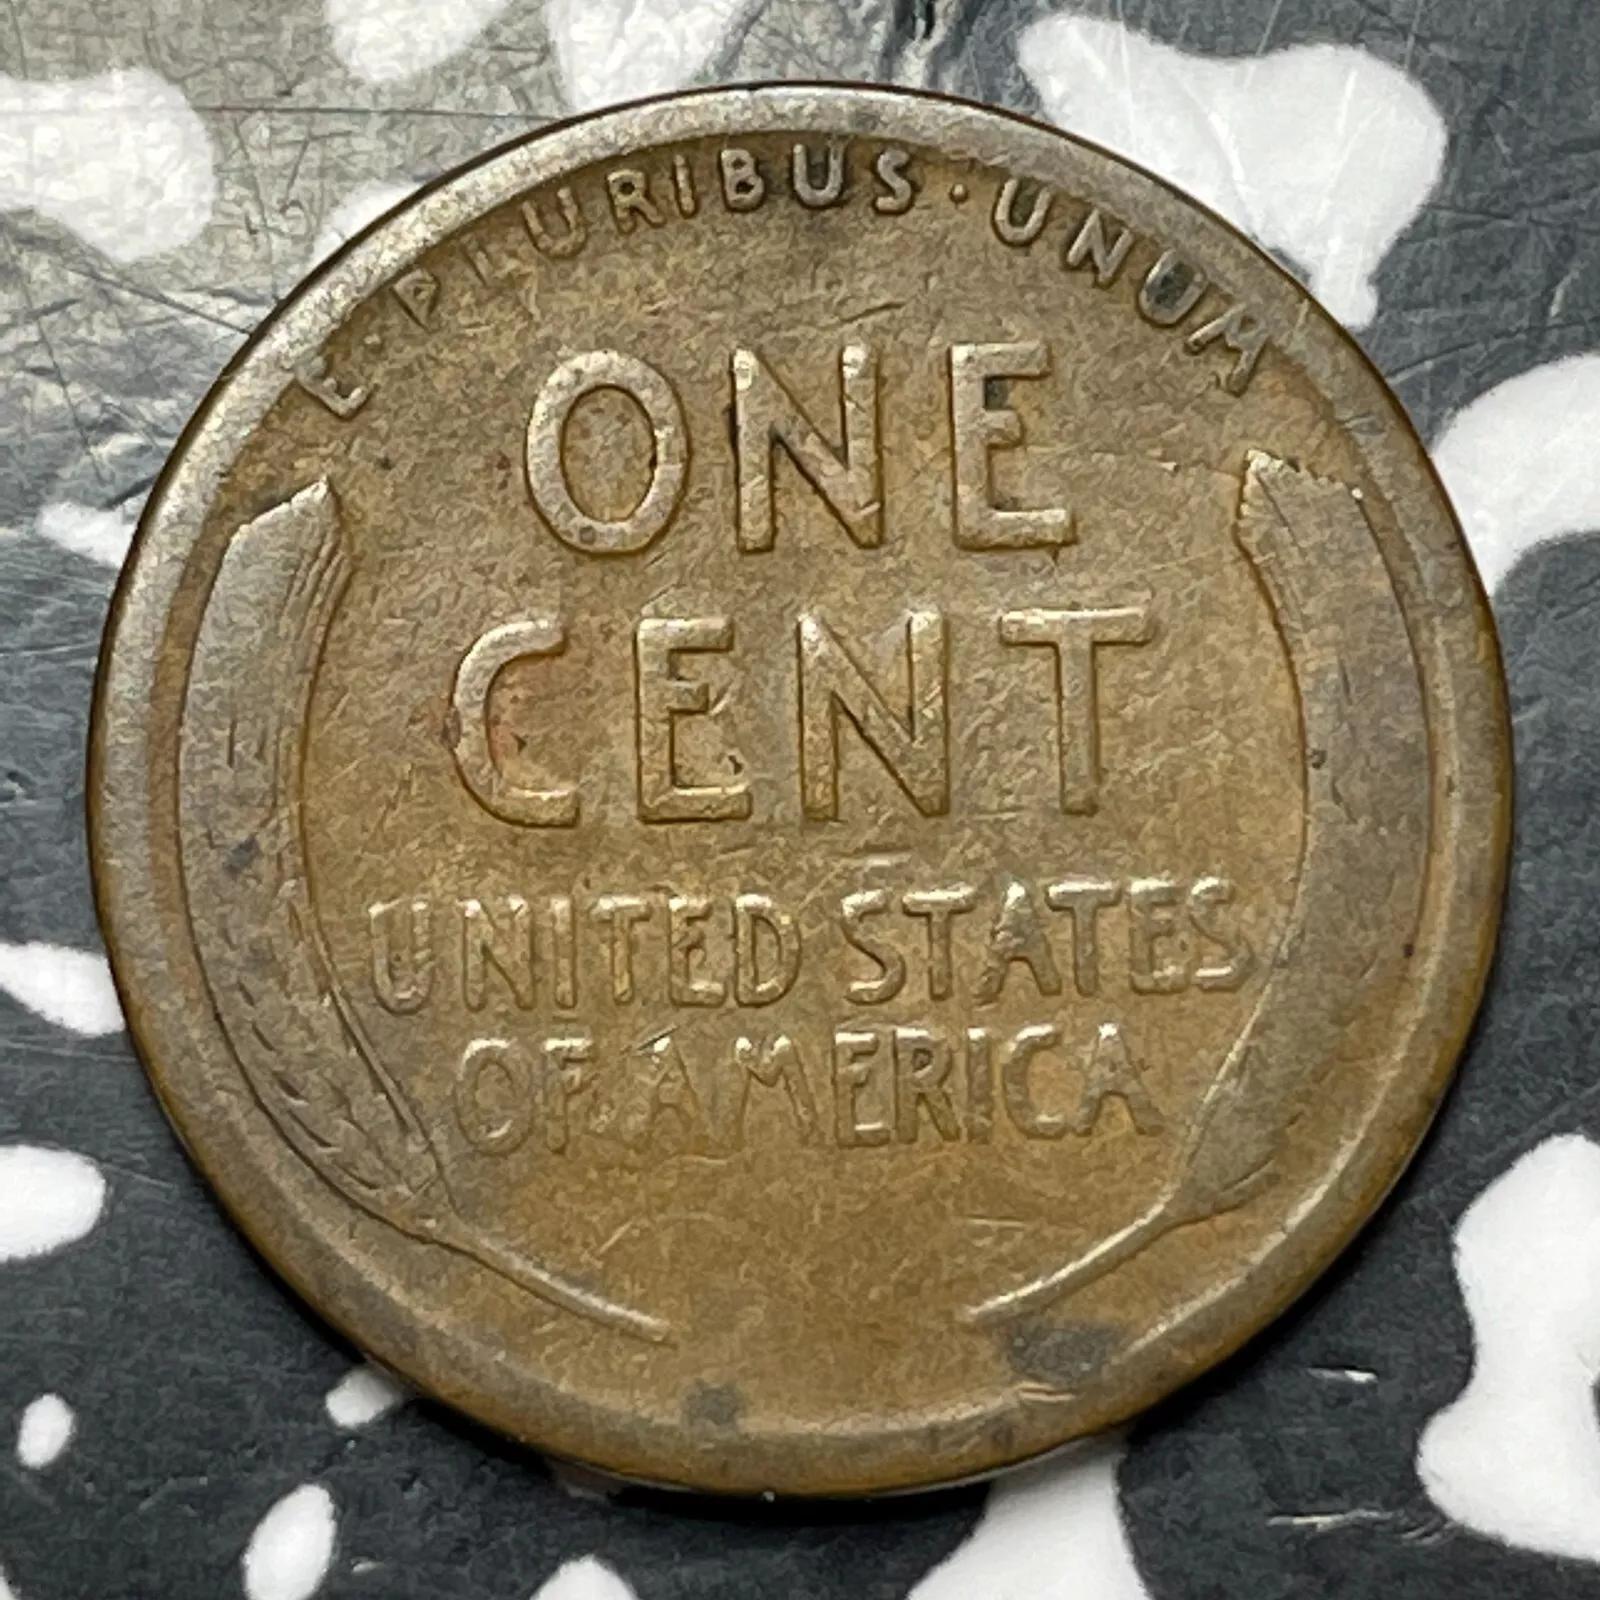 E·PLURIBUS·UNUM
ONE
CENT
UNITED STATES
OF AMERICA